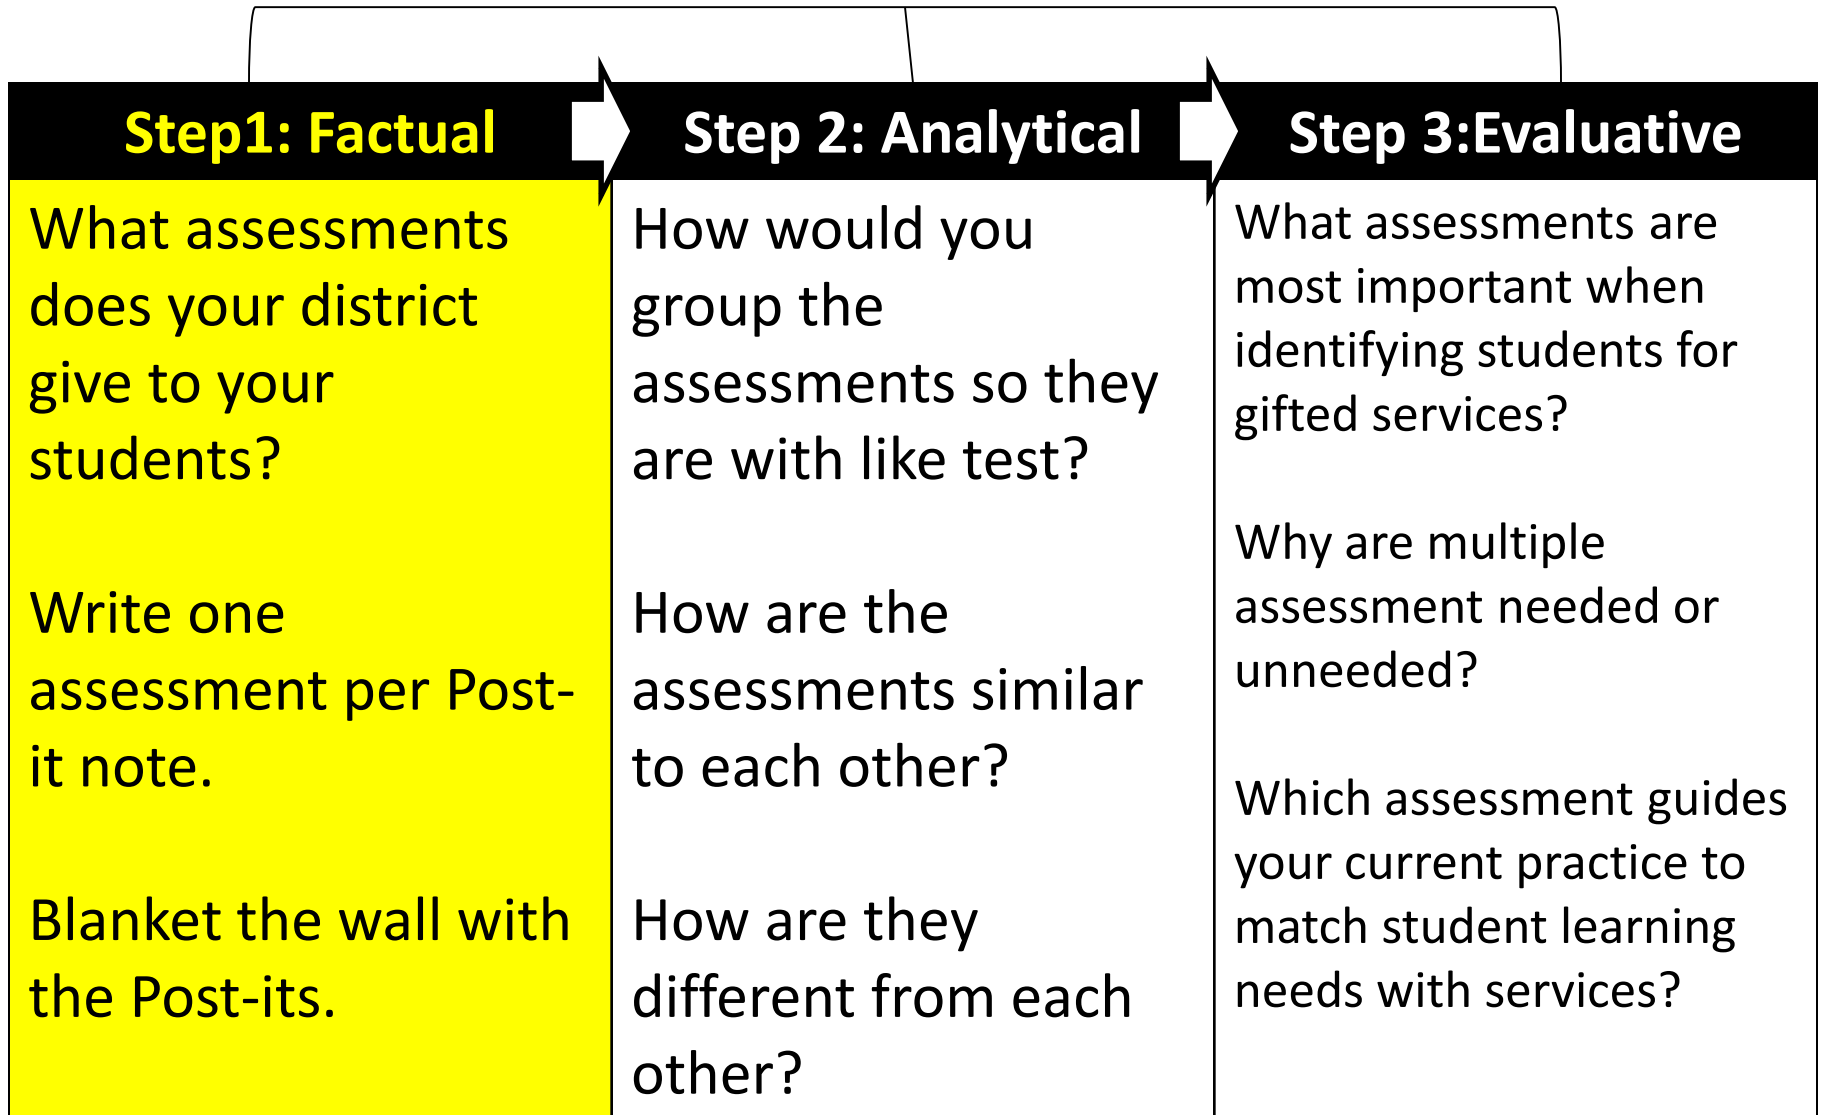 Step1: Factual
What assessments
does your district
give to your
students?
Write one
assessment per Post-
it note.
Blanket the wall with
the Post-its.
Step 2: Analytical
How would you
group the
assessments so they
are with like test?
How are the
assessments similar
to each other?
How are they
different from each
other?
Step 3:Evaluative
What assessments are
most important when
identifying students for
gifted services?
Why are multiple
assessment needed or
unneeded?
Which assessment guides
your current practice to
match student learning
needs with services?